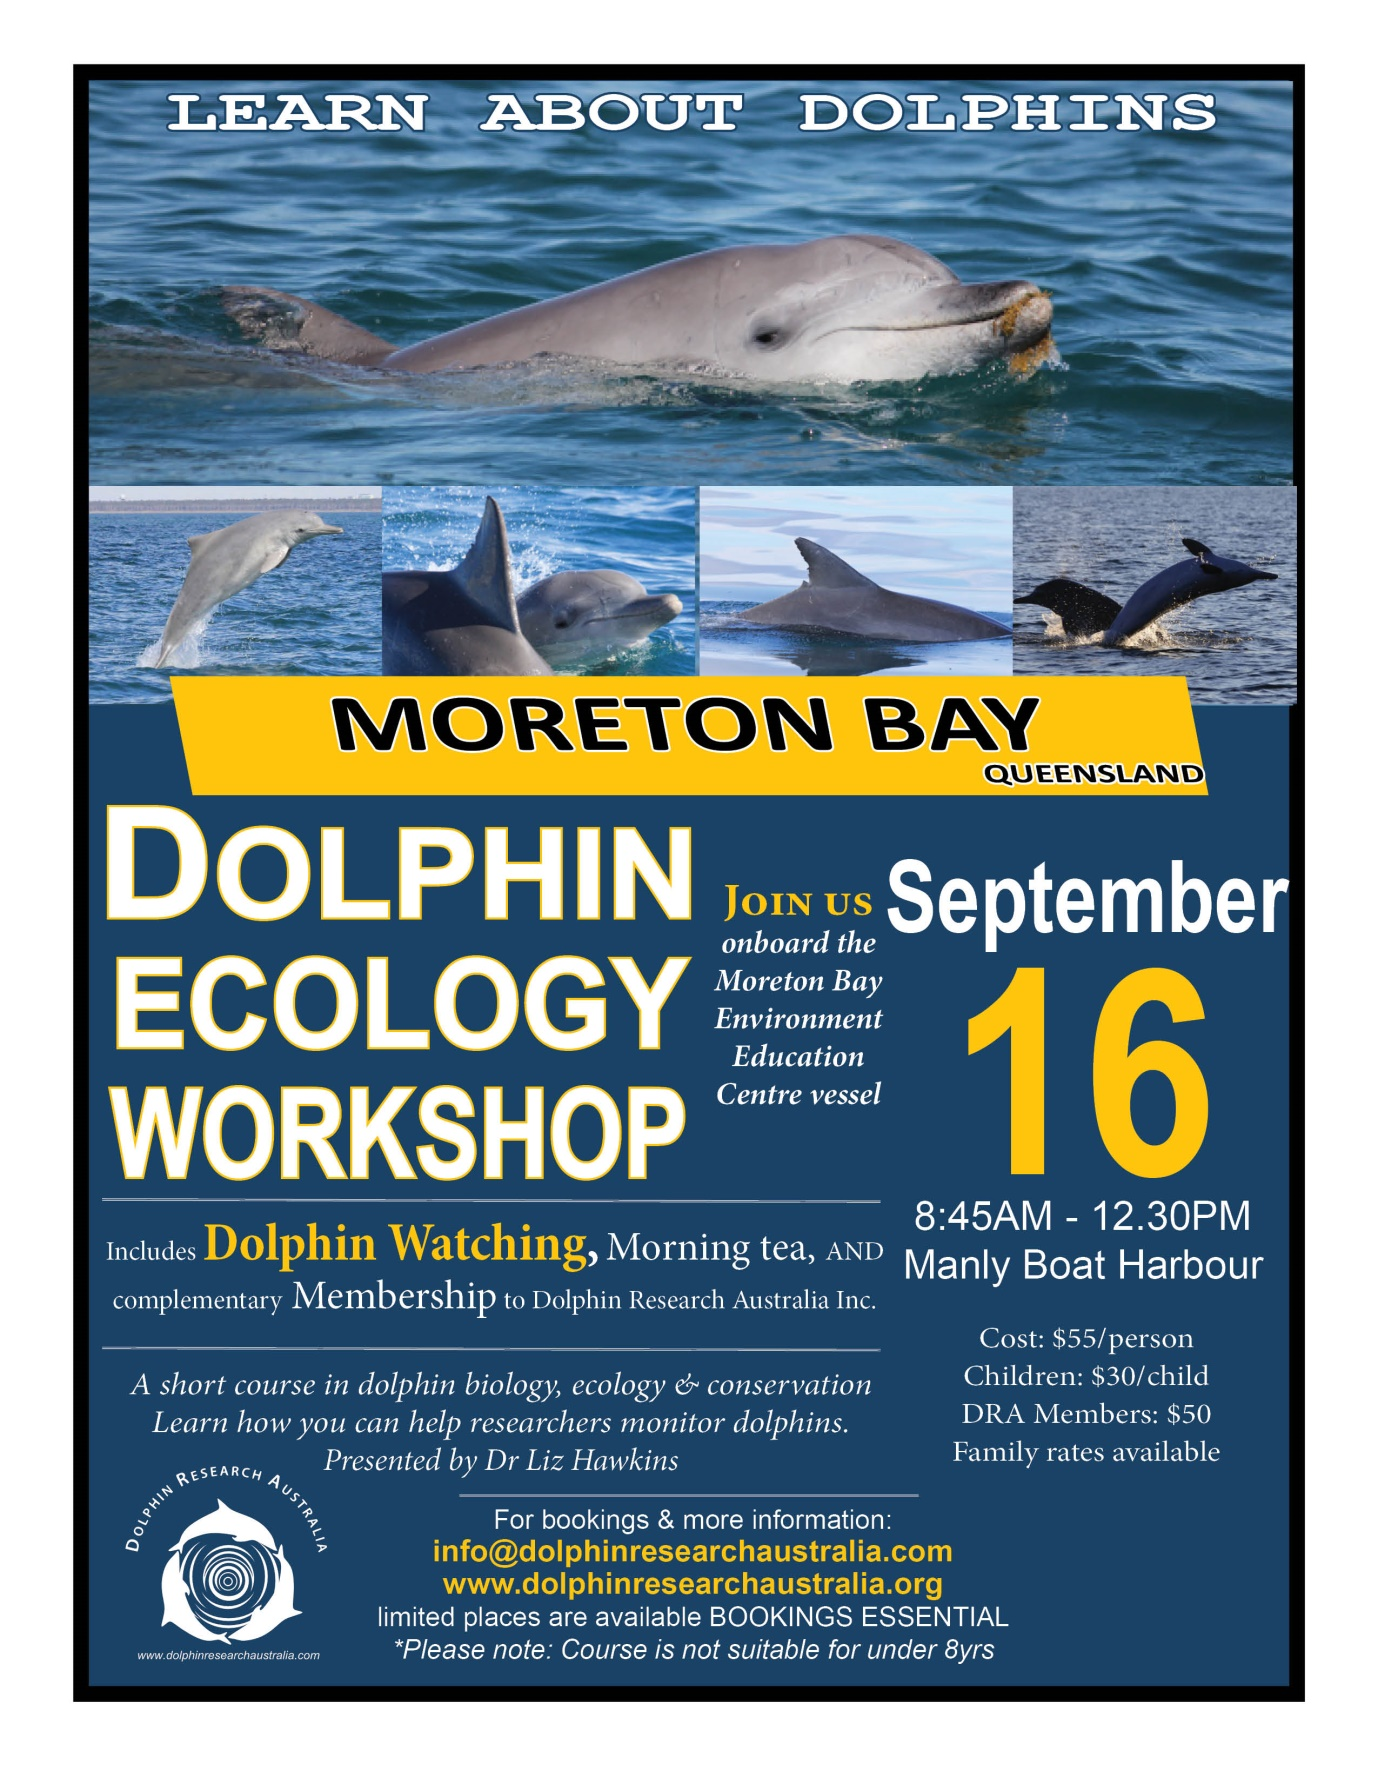 LEARN ABOUT DOLPHINS
MORETON BAY
QUEENSLAND
DOLPHIN
ECOLOGY
WORKSHOP
JOIN US
onboard the
Moreton Bay
Environment
Education
Centre vessel
September
16
8:45AM - 12.30PM
Manly Boat Harbour
Includes Dolphin Watching, Morning tea, AND
complementary Membership to Dolphin Research Australia Inc.
Cost: $55/person
Children: $30/child
DRA Members: $50
Family rates available
A short course in dolphin biology, ecology & conservation
Learn how you can help researchers monitor dolphins.
Presented by Dr Liz Hawkins
DOLPHIN RESEARCH AUSTRALIA
www.dolphinresearchaustralia.com
For bookings & more information:
info@dolphinresearchaustralia.com
www.dolphinresearchaustralia.org
limited places are available BOOKINGS ESSENTIAL
*Please note: Course is not suitable for under 8yrs